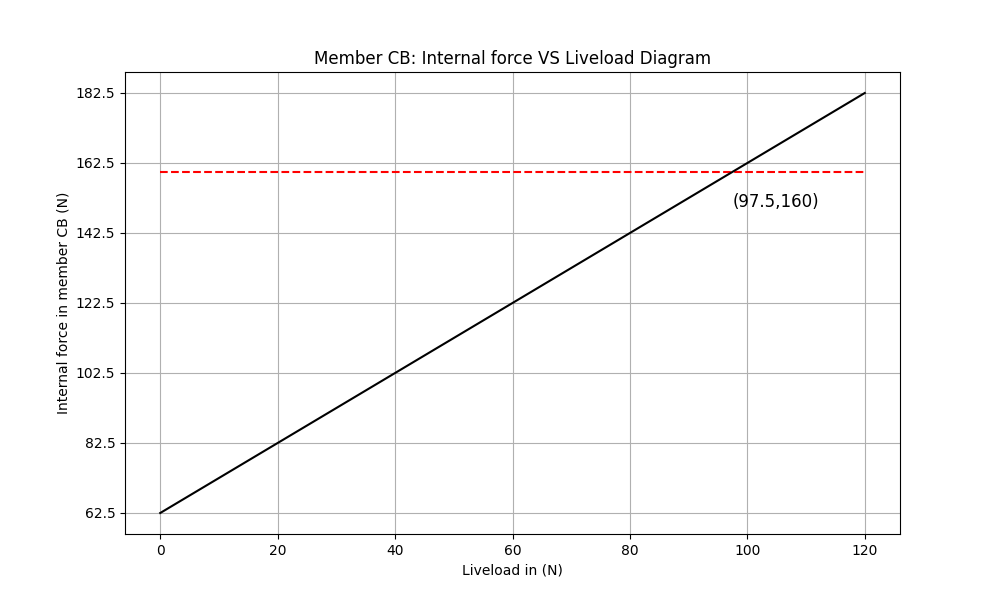 Member CB: Internal force VS Liveload Diagram
182.5
162.5
142.5
122.5
102.5
82.5
62.5
Internal force in member CB (N)
(97.5,160)
0 20 40 60 80 100 120
Liveload in (N)